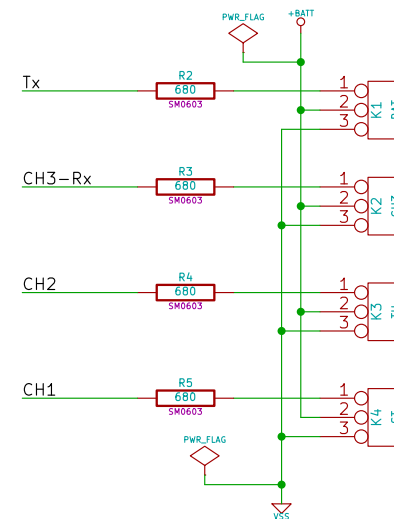 PWR_FLAG
+BATT
Tx
R2
680
SM0603
1
2
3
K1
CH3-Rx
R3
680
SM0603
1
2
3
K2
CH2
R4
680
SM0603
1
2
3
K3
CH1
R5
680
SM0603
1
2
3
K4
PWR_FLAG
VSS